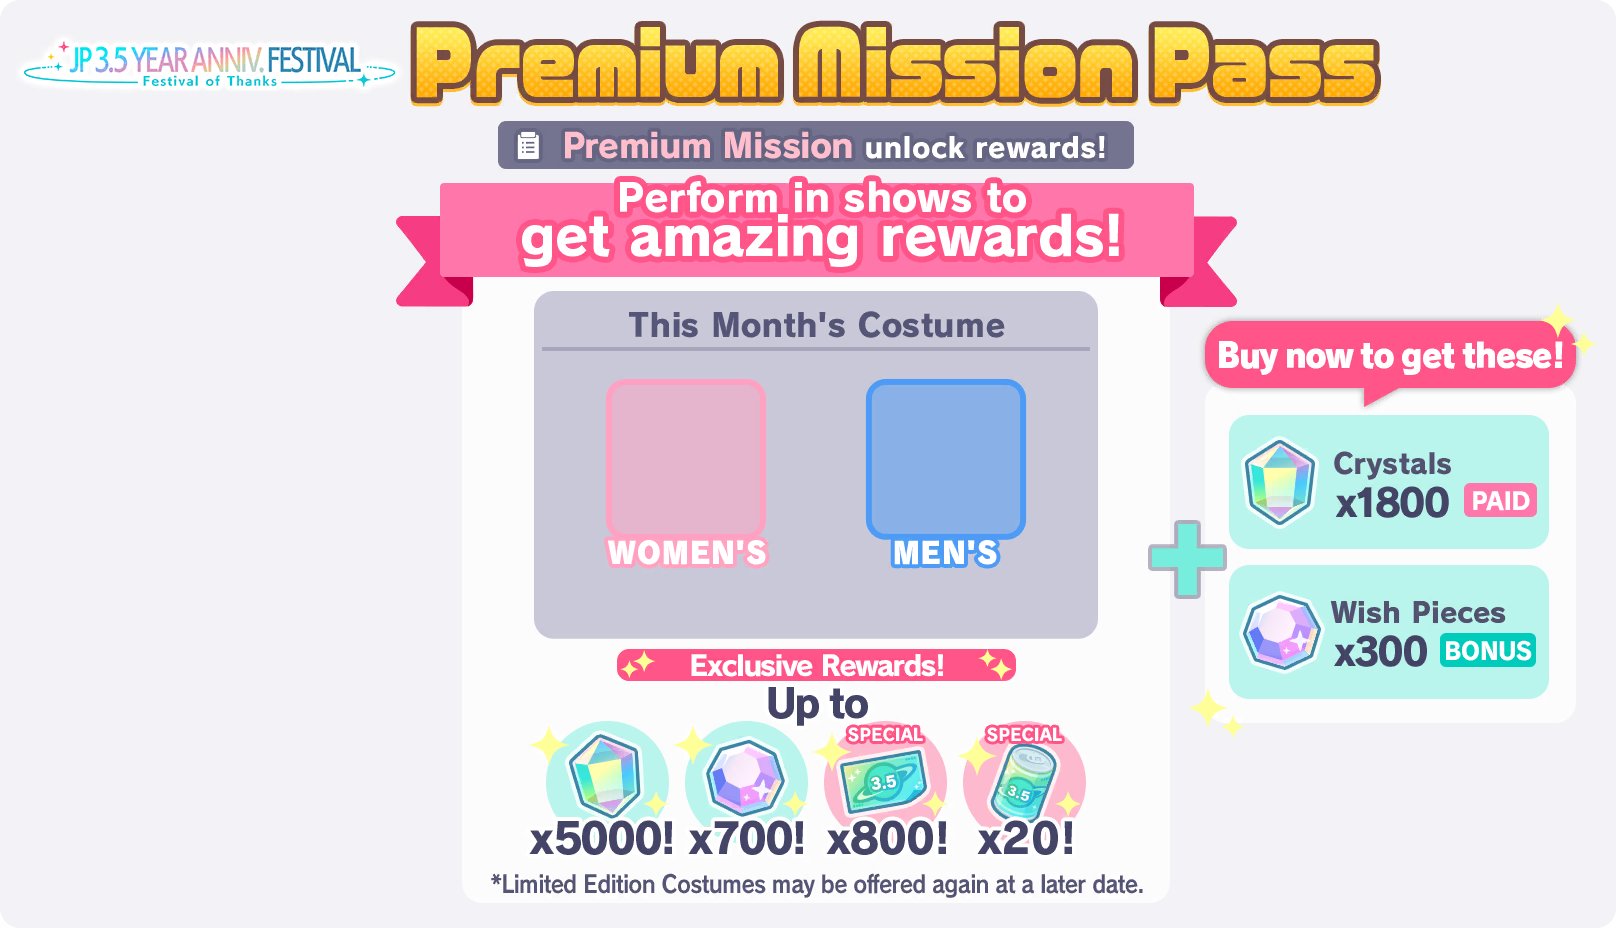 JP 3.5 YEAR ANNIV. FESTIVAL
Festival of Thanks
Premium Mission Pass
Premium Mission unlock rewards!
Perform in shows to
get amazing rewards!
This Month's Costume
WOMEN'S
MEN'S
Buy now to get these!
Crystals
x1800 PAID
Wish Pieces
x300 BONUS
Exclusive Rewards!
Up to
SPECIAL
SPECIAL
3.5
3.5
x5000! x700! x800! x20!
*Limited Edition Costumes may be offered again at a later date.